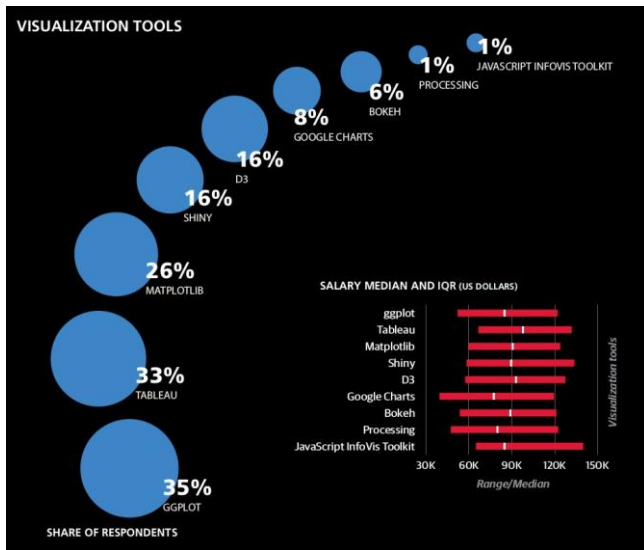 VISUALIZATION TOOLS
1%
JAVASCRIPT INFOVIS TOOLKIT
1%
PROCESSING
6%
BOKEH
8%
GOOGLE CHARTS
16%
D3
16%
SHINY
26%
MATPLOTLIB
33%
TABLEAU
35%
GGPLOT
SHARE OF RESPONDENTS
SALARY MEDIAN AND IQR (US DOLLARS)
ggplot
Tableau
Matplotlib
Shiny
D3
Google Charts
Bokeh
Processing
JavaScript InfoVis Toolkit
30K 60K 90K 120K 150K
Range/Median
Visualization tools